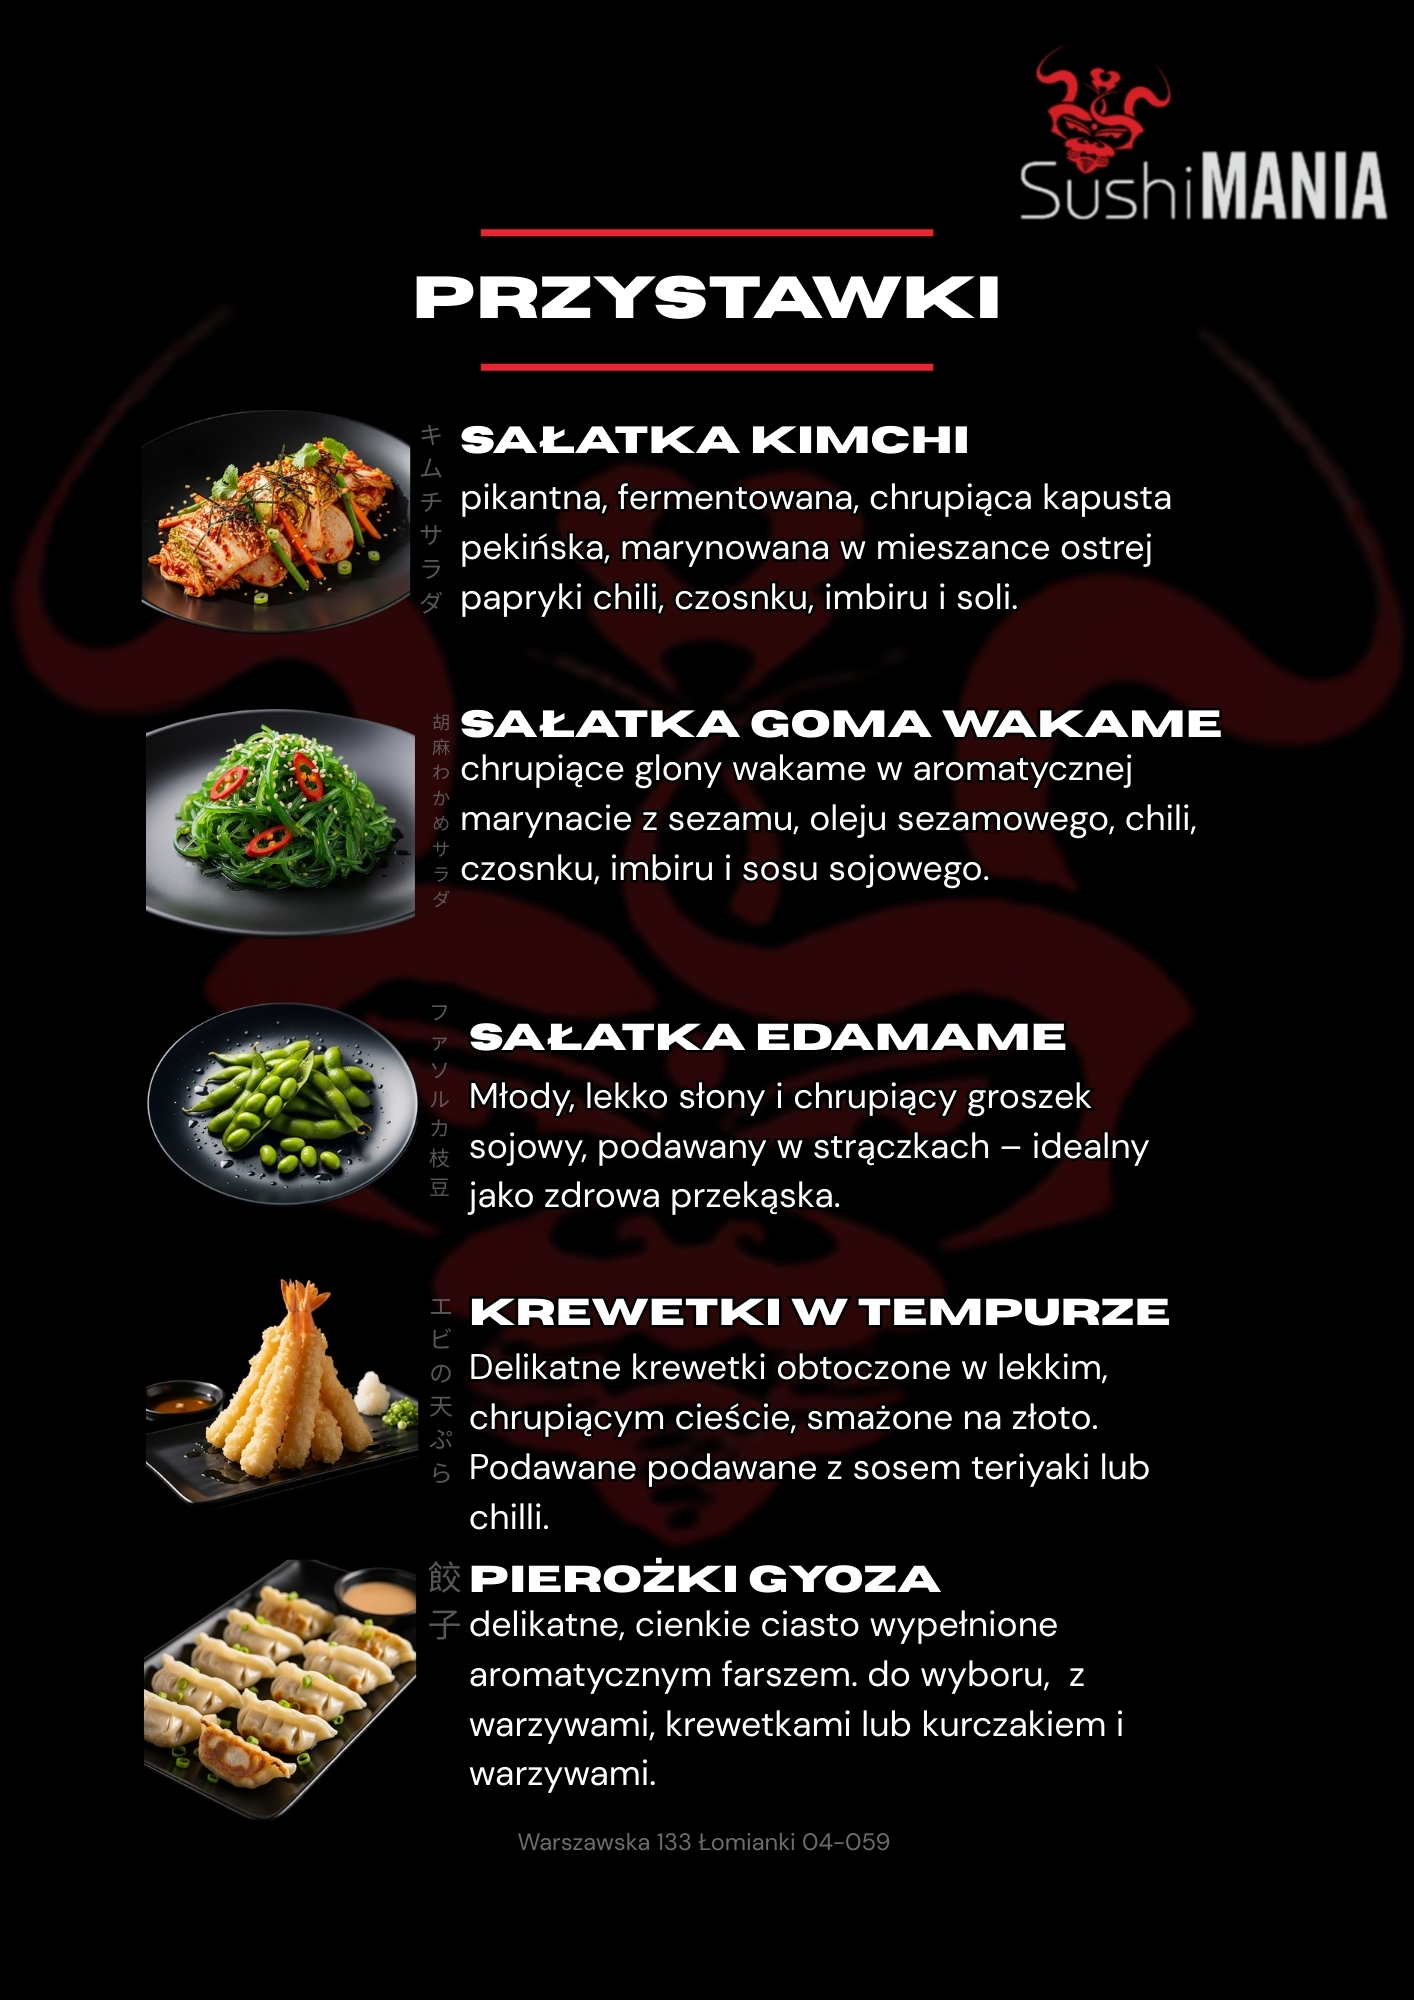 SushiMANIA
PRZYSTAWKI
キムチサラダ
SAŁATKA KIMCHI
pikantna, fermentowana, chrupiąca kapusta
pekińska, marynowana w mieszance ostrej
papryki chili, czosnku, imbiru i soli.
胡麻わかめサラダ
SAŁATKA GOMA WAKAME
chrupiące glony wakame w aromatycznej
marynacie z sezamu, oleju sezamowego, chili,
czosnku, imbiru i sosu sojowego.
ファソルカ枝豆
SAŁATKA EDAMAME
Młody, lekko słony i chrupiący groszek
sojowy, podawany w strączkach – idealny
jako zdrowa przekąska.
エビの天ぷら
KREWETKI W TEMPURZE
Delikatne krewetki obtoczone w lekkim,
chrupiącym cieście, smażone na złoto.
Podawane podawane z sosem teriyaki lub
chilli.
餃子
PIEROŻKI GYOZA
delikatne, cienkie ciasto wypełnione
aromatycznym farszem. do wyboru,  z
warzywami, krewetkami lub kurczakiem i
warzywami.
Warszawska 133 Łomianki 04-059